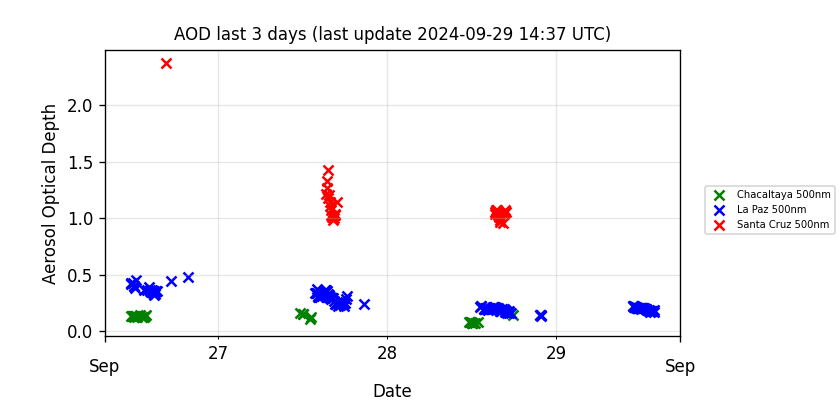 AOD last 3 days (last update 2024-09-29 14:37 UTC)
Aerosol Optical Depth
2.0
1.5
1.0
0.5
0.0
27
28
29
Sep
Sep
Date
Chacaltaya 500nm
La Paz 500nm
Santa Cruz 500nm